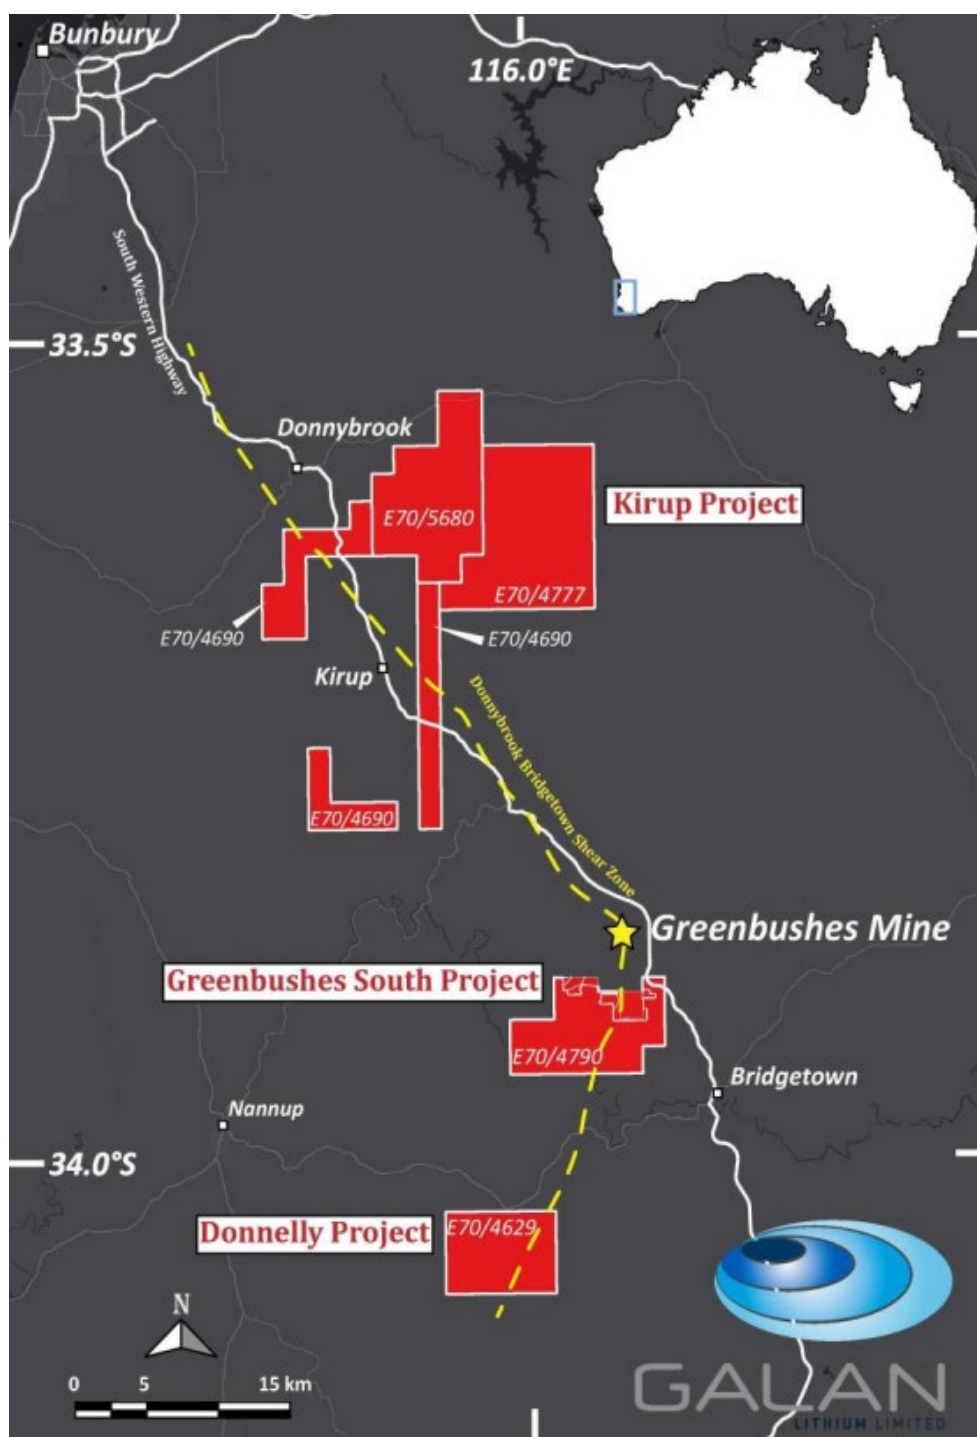 Bunbury
116.0°E
South Western Highway
33.5°S
Donnybrook
Kirup Project
E70/5680
E70/4777
E70/4690
E70/4690
Kirup
Donnybrook Bridgetown Shear Zone
E70/4690
Greenbushes Mine
Greenbushes South Project
E70/4790
Bridgetown
Nannup
34.0°S
Donnelly Project
E70/4629
N
0 5 15 km
GALAN
LITHIUM LIMITED